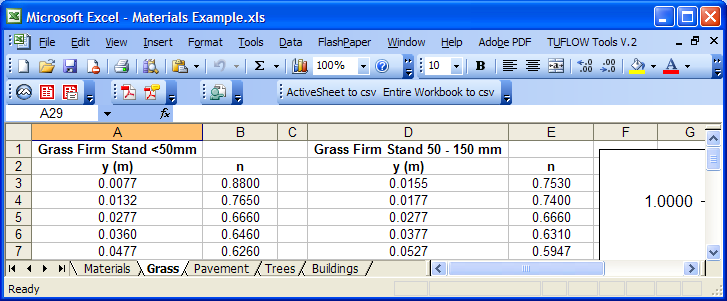 Microsoft Excel - Materials Example.xls
File Edit View Insert Format Tools Data FlashPaper Window Help Adobe PDF TUFLOW Tools V.2
Σ 100% 10 B
ActiveSheet to csv Entire Workbook to csv
A29 fx
A B C D E F G
1 Grass Firm Stand <50mm Grass Firm Stand 50 - 150 mm
2 y (m) n y (m) n
3 0.0077 0.8800 0.0155 0.7530
4 0.0132 0.7650 0.0177 0.7400 1.0000
5 0.0277 0.6660 0.0277 0.6660
6 0.0360 0.6460 0.0377 0.6310
7 0.0477 0.6260 0.0527 0.5947
Materials Grass Pavement Trees Buildings
Ready